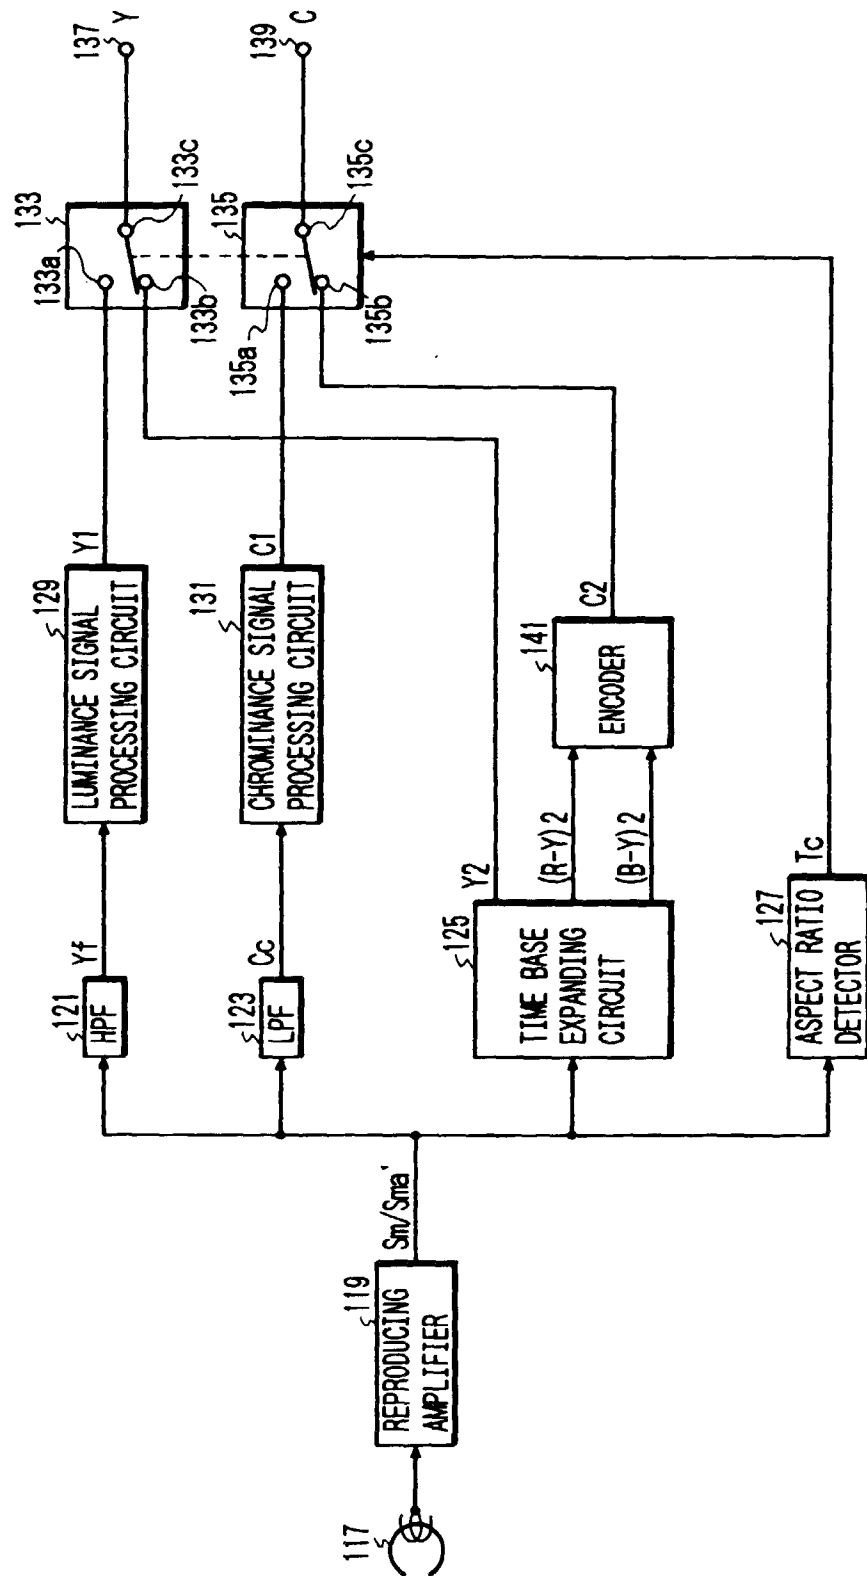 117
119
REPRODUCING
AMPLIFIER
Sm/Sma'
121
HPF
Yf
129
LUMINANCE SIGNAL
PROCESSING CIRCUIT
Y1
133a
133
133b
133c
137
Y
123
LPF
Cc
131
CHROMINANCE SIGNAL
PROCESSING CIRCUIT
C1
135a
135
135b
135c
139
C
125
TIME BASE
EXPANDING
CIRCUIT
Y2
(R-Y)2
(B-Y)2
141
ENCODER
C2
127
ASPECT RATIO
DETECTOR
Tc